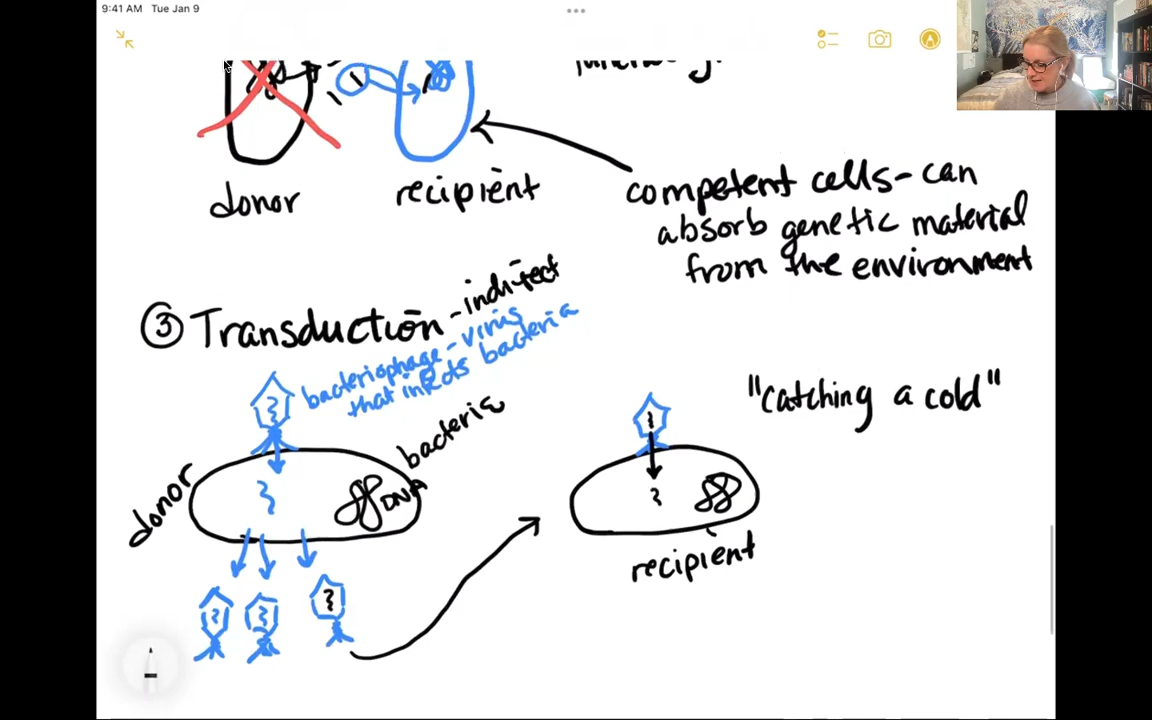 9:41 AM Tue Jan 9
donor
recipient
competent cells - can
absorb genetic material
from the environment
③ Transduction - indirect
bacteriophage - virus
that infects bacteria
"catching a cold"
bacteria
donor
DNA
recipient